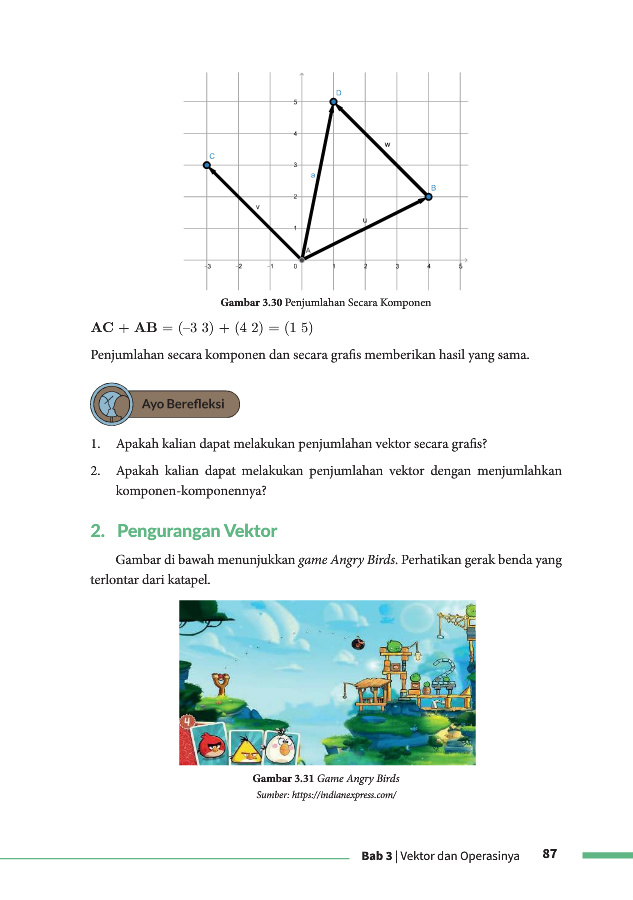 D
5
4
w
C
3
a
B
2
v
u
1
A
-3
-2
-1
0
1
2
3
4
5
Gambar 3.30 Penjumlahan Secara Komponen
AC + AB = (–3 3) + (4 2) = (1 5)
Penjumlahan secara komponen dan secara grafis memberikan hasil yang sama.
Ayo Berefleksi
1. Apakah kalian dapat melakukan penjumlahan vektor secara grafis?
2. Apakah kalian dapat melakukan penjumlahan vektor dengan menjumlahkan
komponen-komponennya?
2. Pengurangan Vektor
Gambar di bawah menunjukkan game Angry Birds. Perhatikan gerak benda yang
terlontar dari katapel.
4
Gambar 3.31 Game Angry Birds
Sumber: https://indianexpress.com/
Bab 3 | Vektor dan Operasinya 87